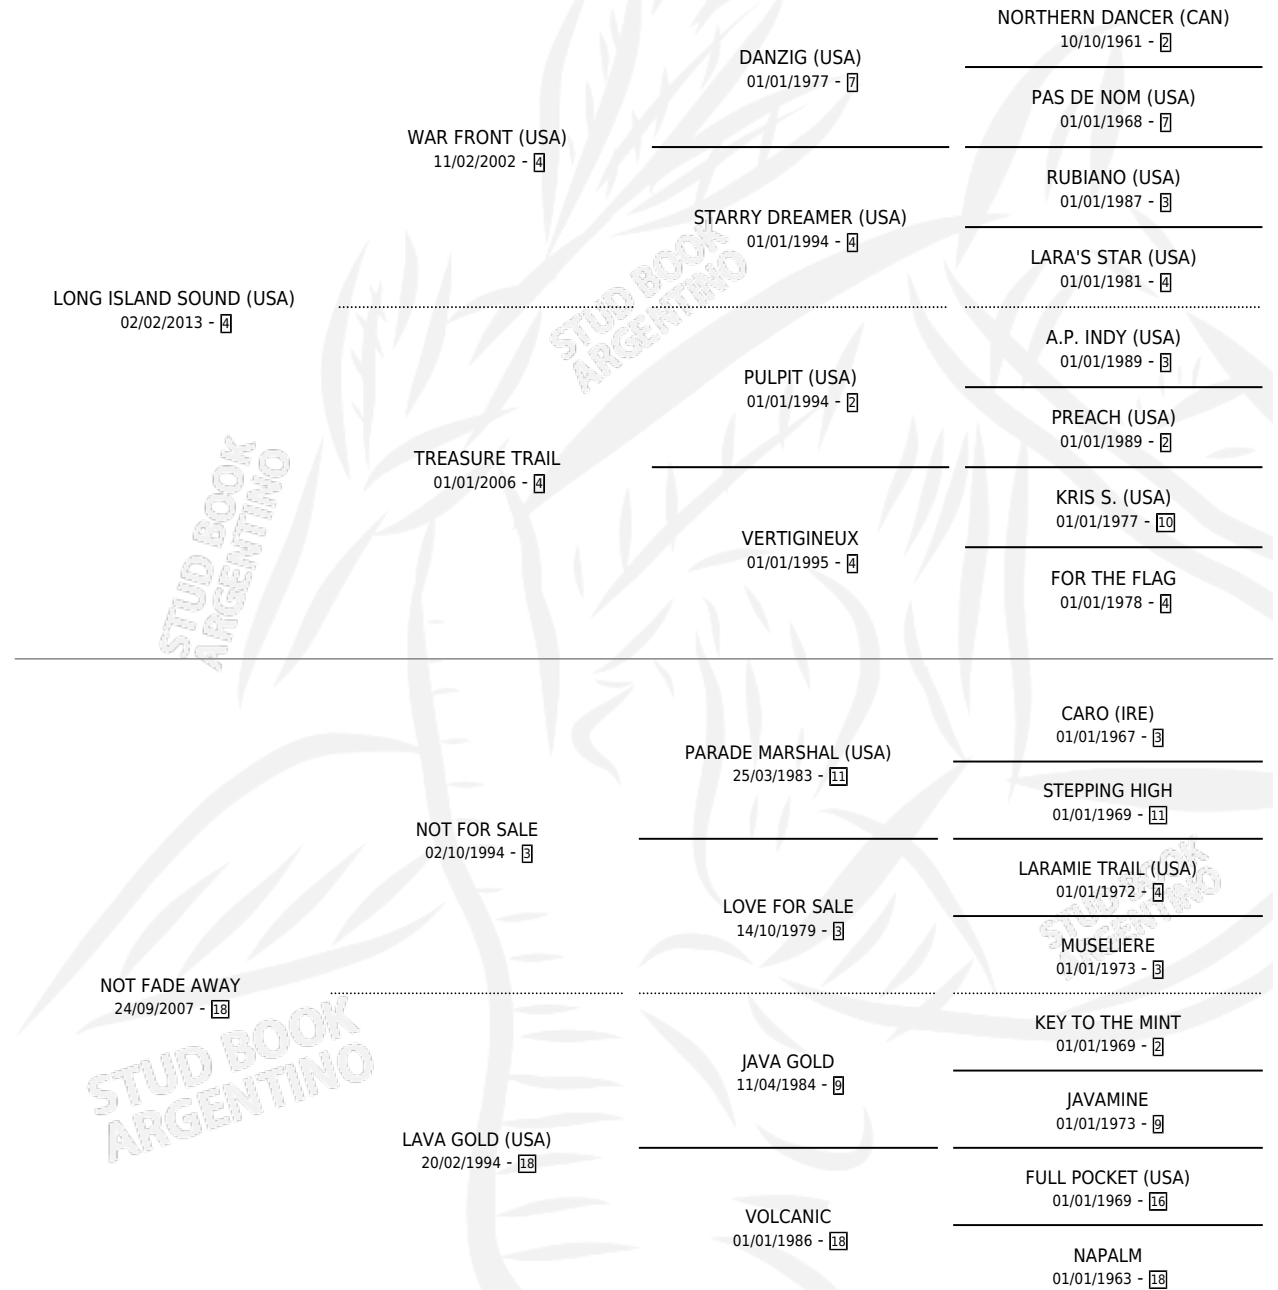 NORTHERN DANCER (CAN)
10/10/1961 - 2
DANZIG (USA)
01/01/1977 - 7
PAS DE NOM (USA)
01/01/1968 - 7
WAR FRONT (USA)
11/02/2002 - 4
RUBIANO (USA)
01/01/1987 - 3
STARRY DREAMER (USA)
01/01/1994 - 4
LARA'S STAR (USA)
01/01/1981 - 4
LONG ISLAND SOUND (USA)
02/02/2013 - 4
A.P. INDY (USA)
01/01/1989 - 3
PULPIT (USA)
01/01/1994 - 2
PREACH (USA)
01/01/1989 - 2
TREASURE TRAIL
01/01/2006 - 4
KRIS S. (USA)
01/01/1977 - 10
VERTIGINEUX
01/01/1995 - 4
FOR THE FLAG
01/01/1978 - 4
CARO (IRE)
01/01/1967 - 3
PARADE MARSHAL (USA)
25/03/1983 - 11
STEPPING HIGH
01/01/1969 - 11
NOT FOR SALE
02/10/1994 - 3
LARAMIE TRAIL (USA)
01/01/1972 - 4
LOVE FOR SALE
14/10/1979 - 3
MUSELIERE
01/01/1973 - 3
NOT FADE AWAY
24/09/2007 - 18
KEY TO THE MINT
01/01/1969 - 2
JAVA GOLD
11/04/1984 - 9
JAVAMINE
01/01/1973 - 9
LAVA GOLD (USA)
20/02/1994 - 18
FULL POCKET (USA)
01/01/1969 - 16
VOLCANIC
01/01/1986 - 18
NAPALM
01/01/1963 - 18
STUD BOOK
ARGENTINO
STUD BOOK
ARGENTINO
STUD BOOK
ARGENTINO
STUD BOOK
ARGENTINO